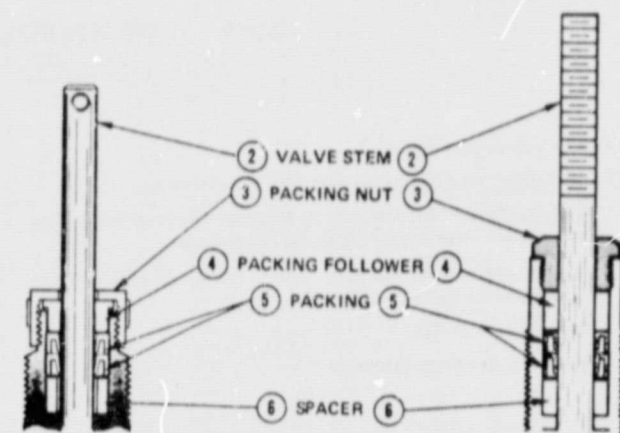 2 VALVE STEM 2
3 PACKING NUT 3
4 PACKING FOLLOWER 4
5 PACKING 5
6 SPACER 6